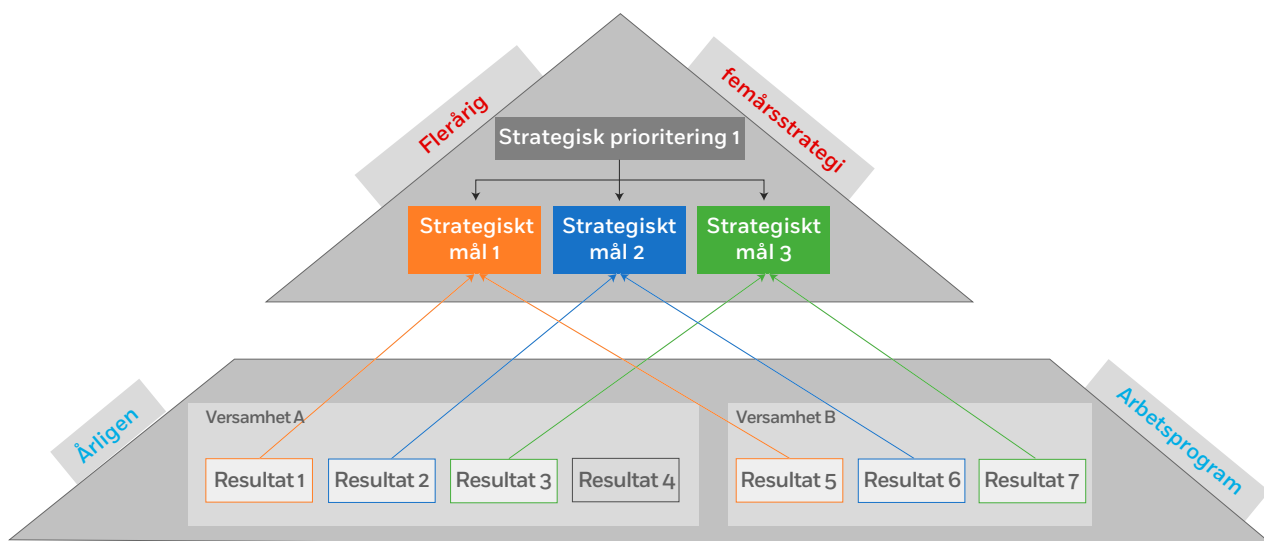 Flerårig
femårsstrategi
Strategisk prioritering 1
Strategiskt
mål 1
Strategiskt
mål 2
Strategiskt
mål 3
Årligen
Arbetsprogram
Versamhet A
Resultat 1
Resultat 2
Resultat 3
Resultat 4
Versamhet B
Resultat 5
Resultat 6
Resultat 7